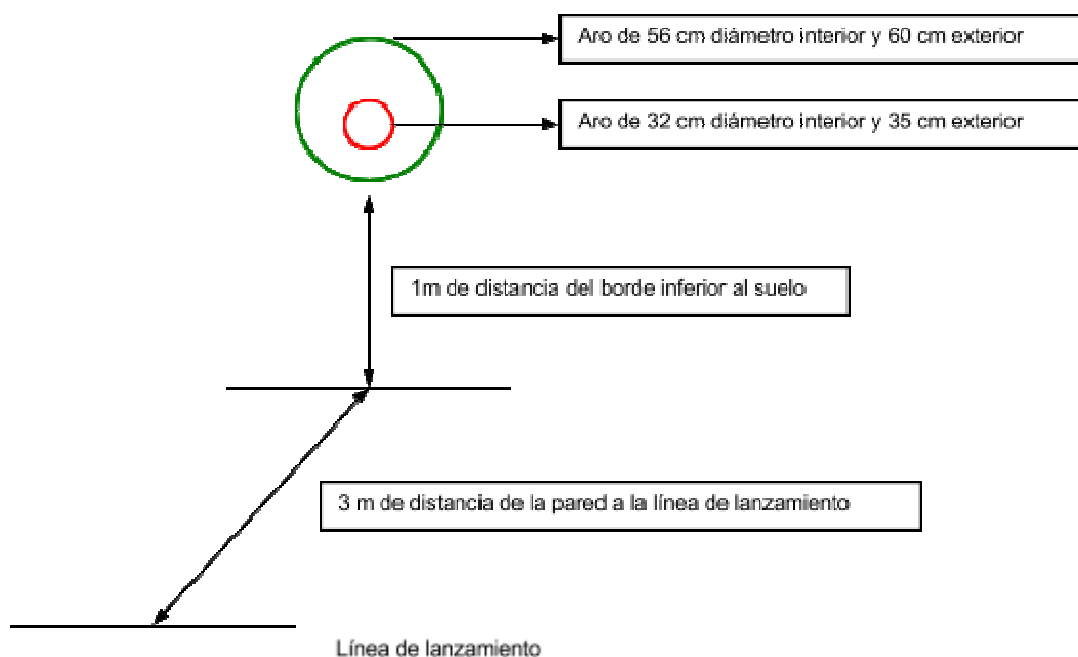 Aro de 56 cm diámetro interior y 60 cm exterior
Aro de 32 cm diámetro interior y 35 cm exterior
1m de distancia del borde inferior al suelo
3 m de distancia de la pared a la línea de lanzamiento
Línea de lanzamiento